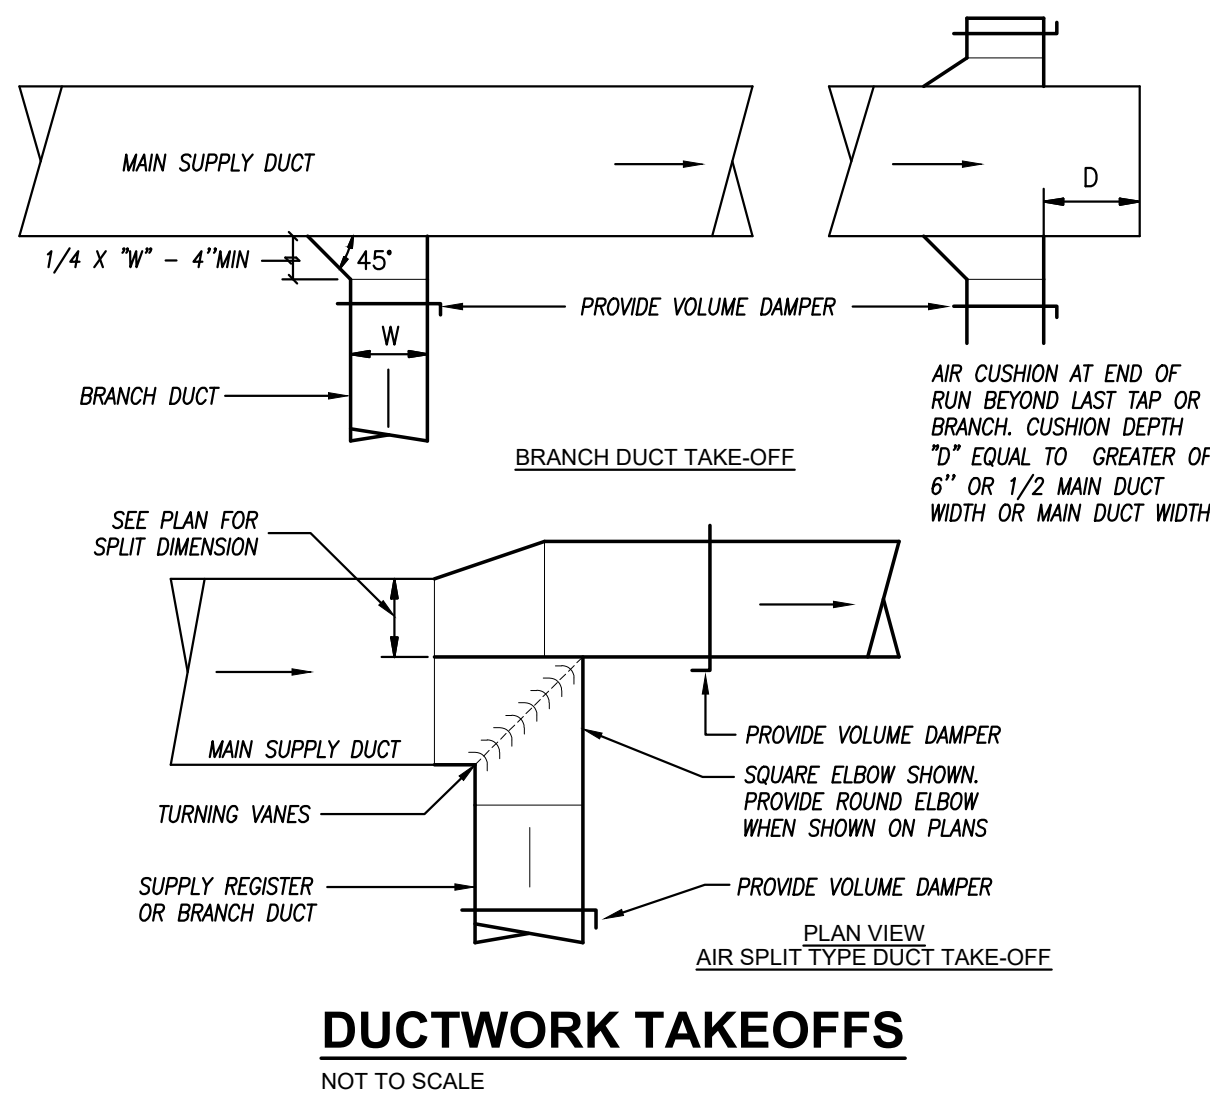 MAIN SUPPLY DUCT
D
1/4 X "W" - 4"MIN
45°
PROVIDE VOLUME DAMPER
W
BRANCH DUCT
AIR CUSHION AT END OF
RUN BEYOND LAST TAP OR
BRANCH. CUSHION DEPTH
"D" EQUAL TO GREATER OF
6" OR 1/2 MAIN DUCT
WIDTH OR MAIN DUCT WIDTH
BRANCH DUCT TAKE-OFF
SEE PLAN FOR
SPLIT DIMENSION
MAIN SUPPLY DUCT
PROVIDE VOLUME DAMPER
SQUARE ELBOW SHOWN.
PROVIDE ROUND ELBOW
WHEN SHOWN ON PLANS
TURNING VANES
SUPPLY REGISTER
OR BRANCH DUCT
PROVIDE VOLUME DAMPER
PLAN VIEW
AIR SPLIT TYPE DUCT TAKE-OFF
DUCTWORK TAKEOFFS
NOT TO SCALE